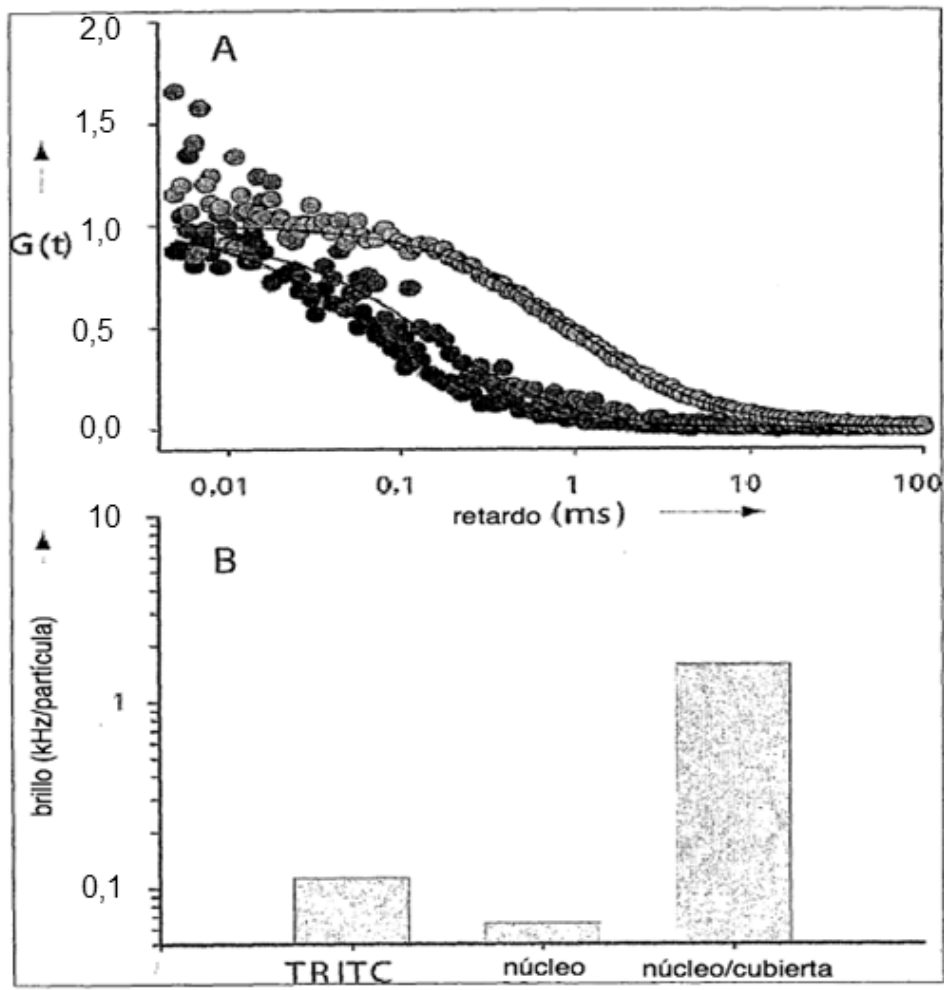 A
2,0
1,5
1,0
G(t)
0,5
0,0
0,01 0,1 1 10 100
retardo (ms)
B
10
1
0,1
brillo (kHz/partícula)
TRITC núcleo núcleo/cubierta